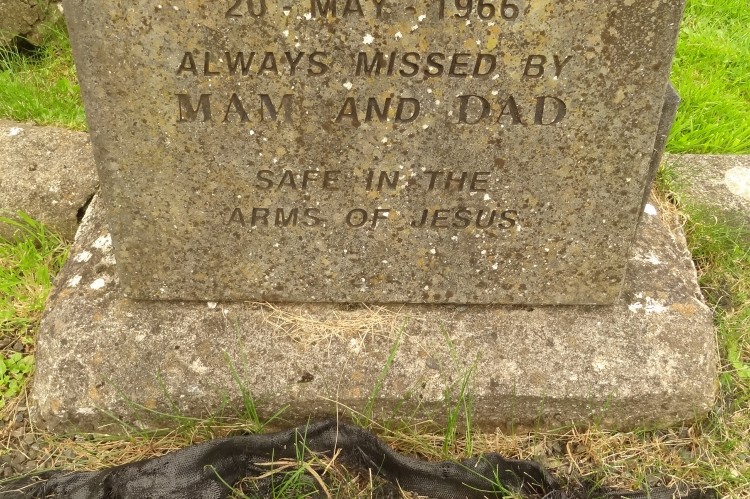 20 - MAY - 1966
ALWAYS MISSED BY
MAM AND DAD
SAFE IN THE
ARMS OF JESUS